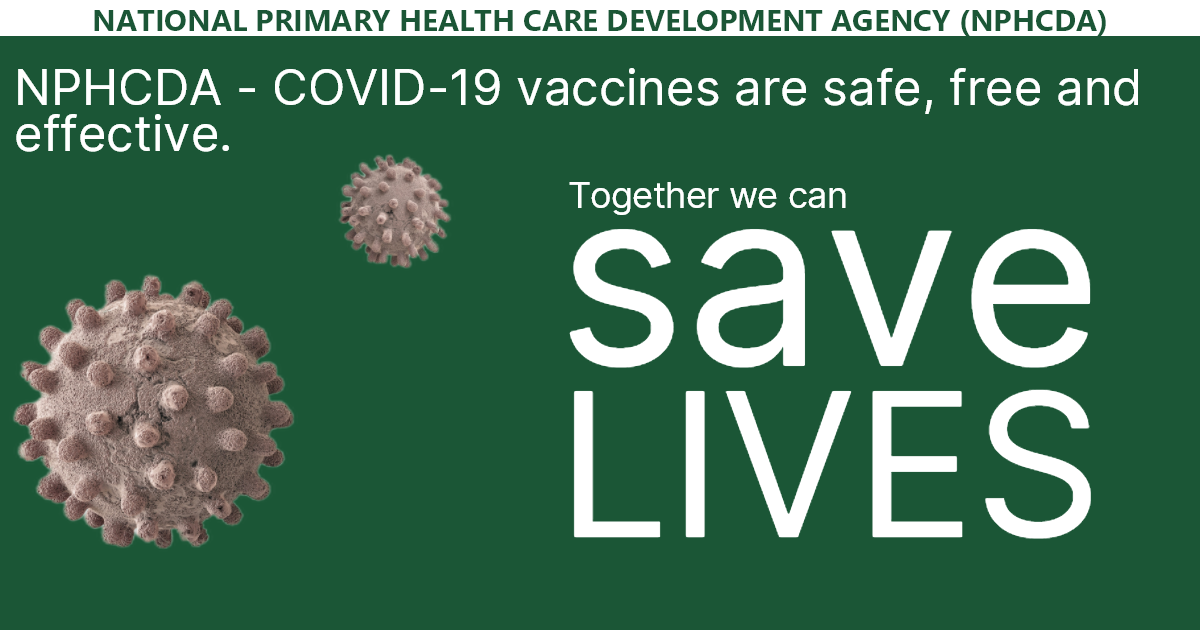 NATIONAL PRIMARY HEALTH CARE DEVELOPMENT AGENCY (NPHCDA)
NPHCDA - COVID-19 vaccines are safe, free and
effective.
Together we can
save
LIVES